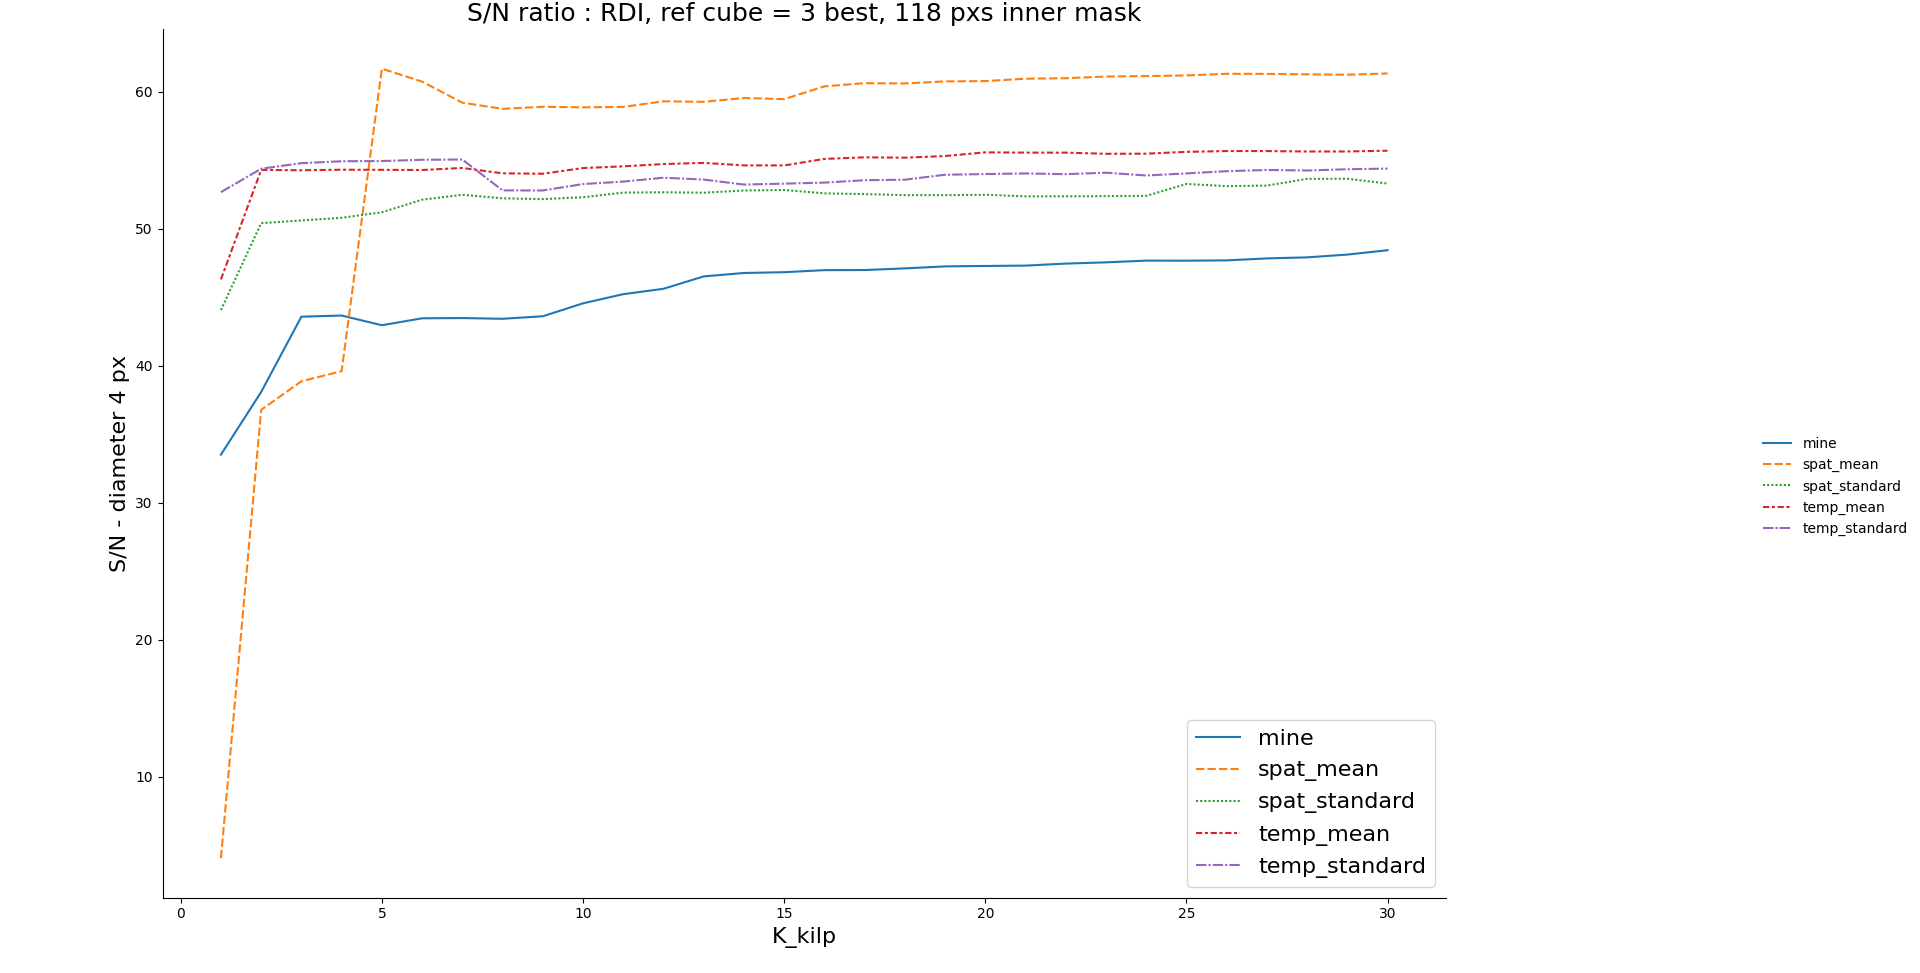 S/N ratio : RDI, ref cube = 3 best, 118 pxs inner mask
S/N - diameter 4 px
60
50
40
30
20
10
0
5
10
15
20
25
30
K_kilp
mine
spat_mean
spat_standard
temp_mean
temp_standard
mine
spat_mean
spat_standard
temp_mean
temp_standard